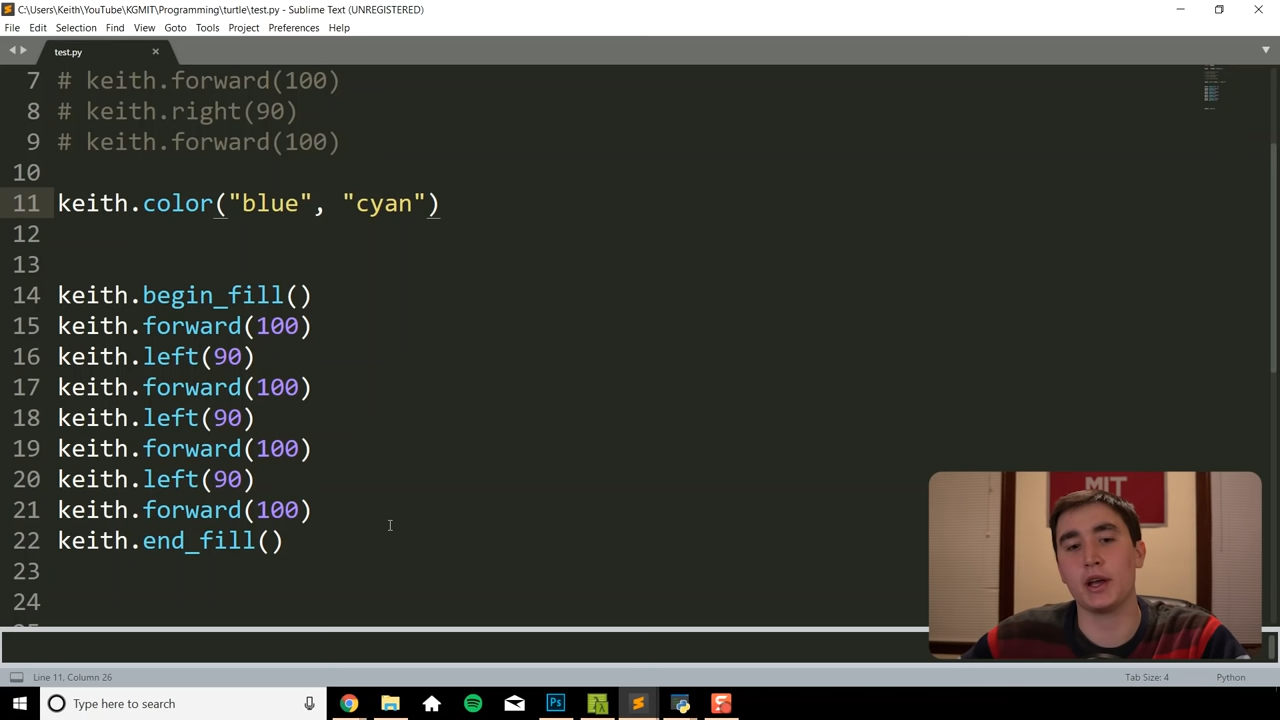 C:\Users\Keith\YouTube\KGMIT\Programming\turtle\test.py - Sublime Text (UNREGISTERED)
File Edit Selection Find View Goto Tools Project Preferences Help
test.py
7 # keith.forward(100)
8 # keith.right(90)
9 # keith.forward(100)
10
11 keith.color("blue", "cyan")
12
13
14 keith.begin_fill()
15 keith.forward(100)
16 keith.left(90)
17 keith.forward(100)
18 keith.left(90)
19 keith.forward(100)
20 keith.left(90)
21 keith.forward(100)
22 keith.end_fill()
23
24
MIT
Line 11, Column 26
Tab Size: 4
Python
Type here to search
Ps